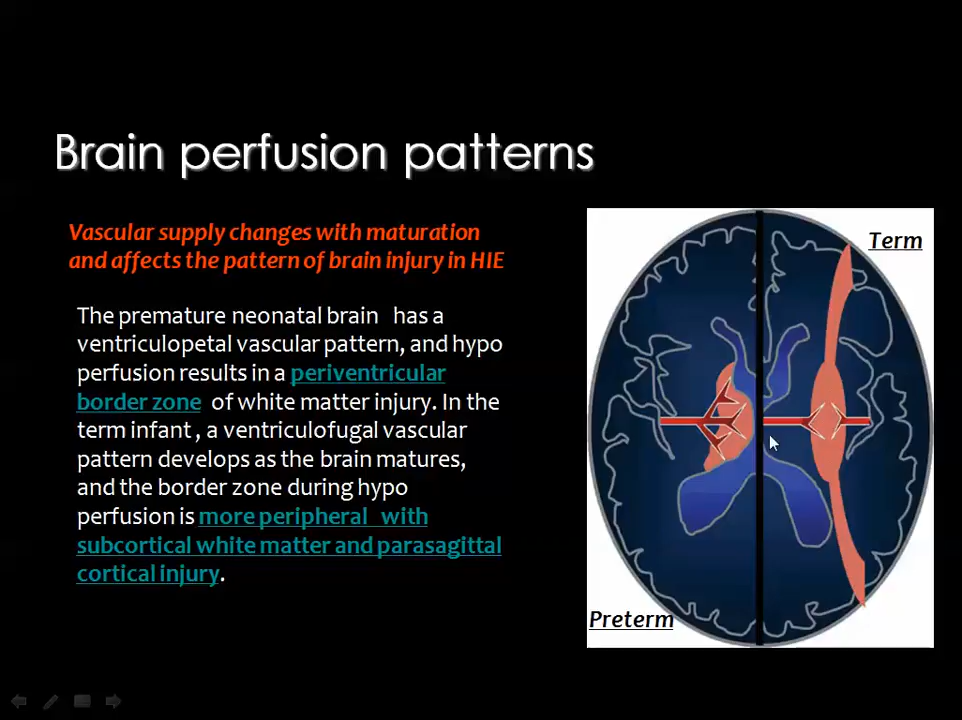 Brain perfusion patterns
Vascular supply changes with maturation
and affects the pattern of brain injury in HIE
The premature neonatal brain has a
ventriculopetal vascular pattern, and hypo
perfusion results in a periventricular
border zone of white matter injury. In the
term infant , a ventriculofugal vascular
pattern develops as the brain matures,
and the border zone during hypo
perfusion is more peripheral with
subcortical white matter and parasagittal
cortical injury.
Term
Preterm